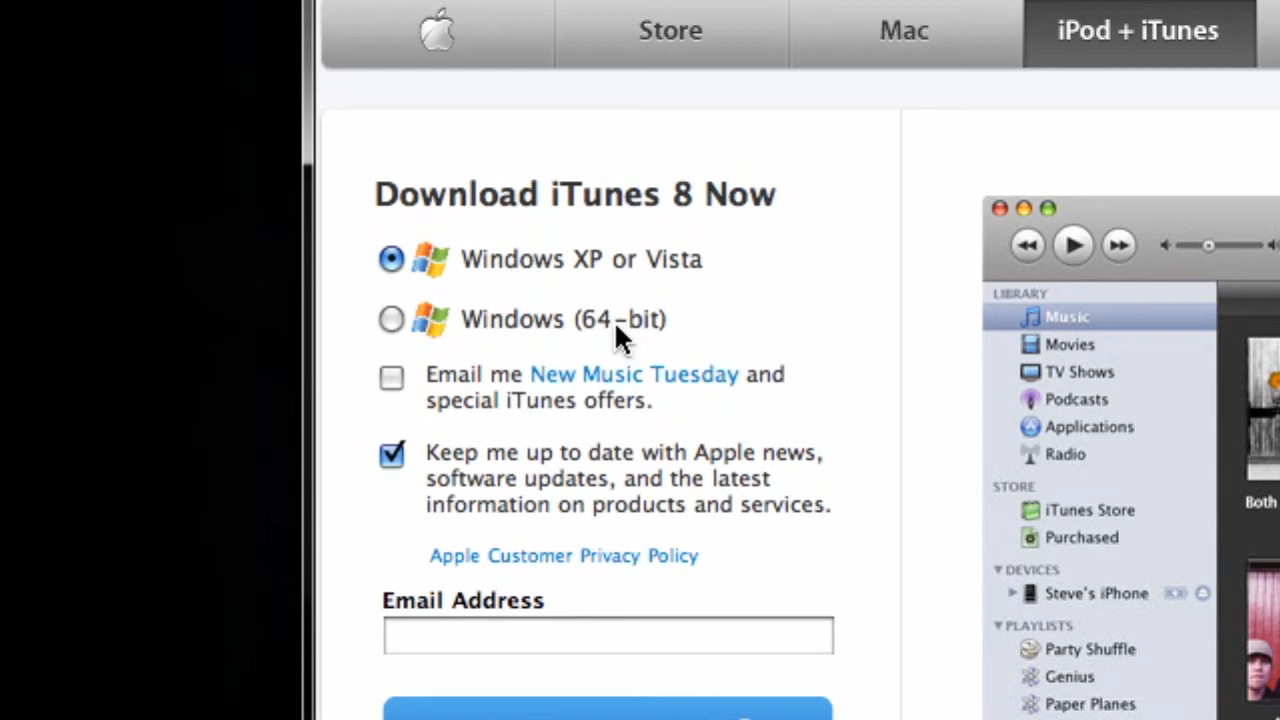 Store
Mac
iPod + iTunes
Download iTunes 8 Now
Windows XP or Vista
Windows (64-bit)
Email me New Music Tuesday and
special iTunes offers.
Keep me up to date with Apple news,
software updates, and the latest
information on products and services.
Apple Customer Privacy Policy
Email Address
LIBRARY
Music
Movies
TV Shows
Podcasts
Applications
Radio
STORE
iTunes Store
Purchased
DEVICES
Steve's iPhone
PLAYLISTS
Party Shuffle
Genius
Paper Planes
Both